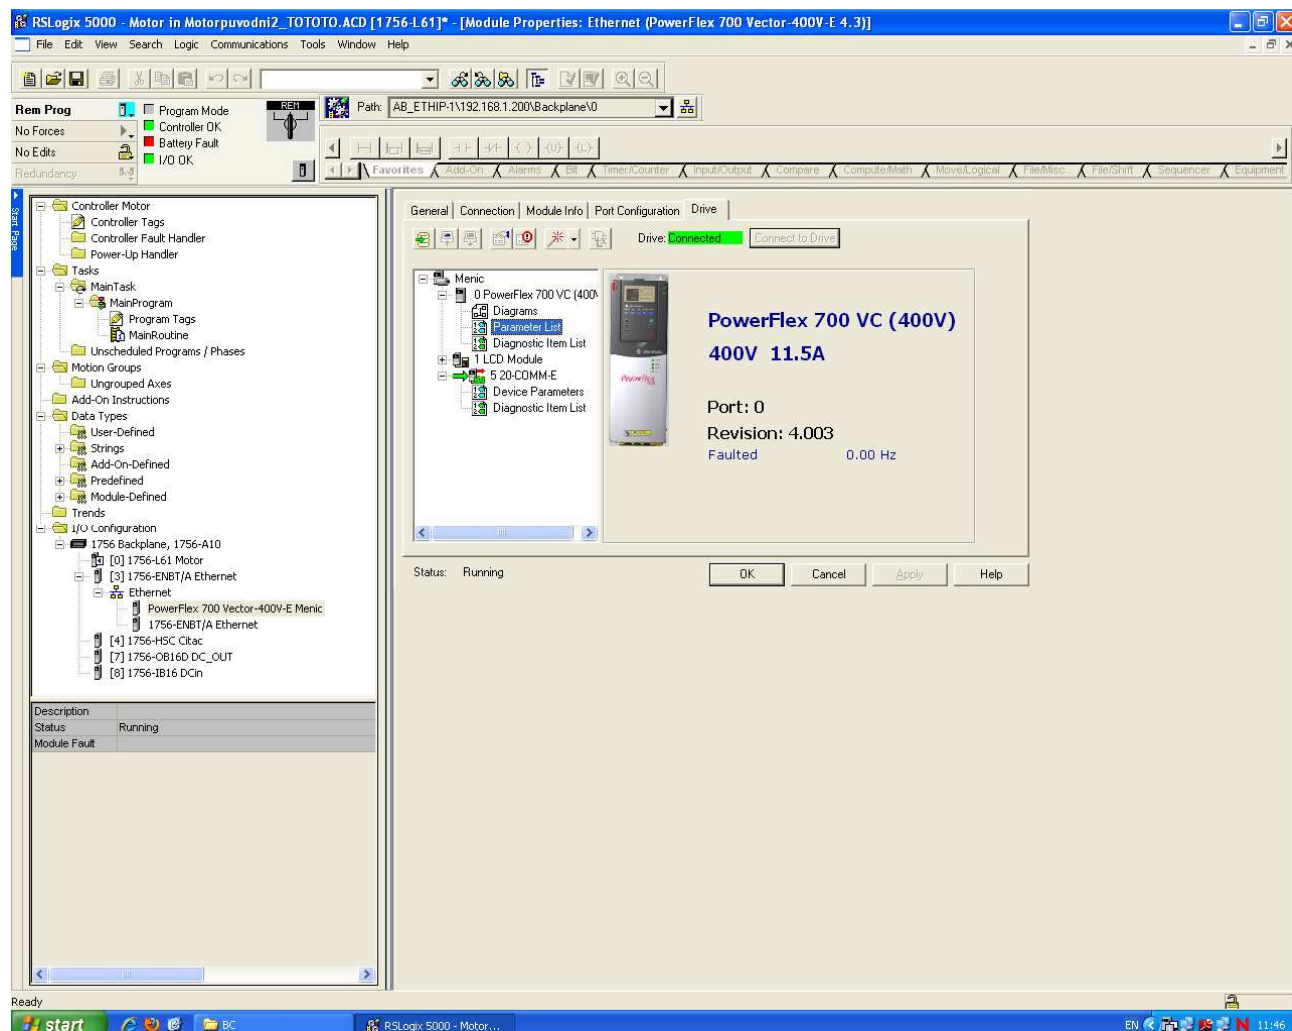 RSLogix 5000 - Motor in Motorpuvodni2_TOTOTO.ACD [1756-L61]* - [Module Properties: Ethernet (PowerFlex 700 Vector-400V-E 4.3)]
File Edit View Search Logic Communications Tools Window Help
Rem Prog
Program Mode
REM
Path: AB_ETHIP-1\192.168.1.200\Backplane\0
No Forces
Controller OK
Battery Fault
No Edits
I/O OK
Redundancy
Favorites Add-On Alarms Bit Timer/Counter Input/Output Compare Compute/Math Move/Logical File/Misc. File/Shift Sequencer Equipment
Start Page
Controller Motor
Controller Tags
Controller Fault Handler
Power-Up Handler
Tasks
MainTask
MainProgram
Program Tags
MainRoutine
Unscheduled Programs / Phases
Motion Groups
Ungrouped Axes
Add-On Instructions
Data Types
User-Defined
Strings
Add-On-Defined
Predefined
Module-Defined
Trends
I/O Configuration
1756 Backplane, 1756-A10
[0] 1756-L61 Motor
[3] 1756-ENBT/A Ethernet
Ethernet
PowerFlex 700 Vector-400V-E Menic
1756-ENBT/A Ethernet
[4] 1756-HSC Citac
[7] 1756-OB16D DC_OUT
[8] 1756-IB16 DCin
Description
Status Running
Module Fault
General Connection Module Info Port Configuration Drive
Drive: Connected Connect to Drive
Menic
0 PowerFlex 700 VC (400V
Diagrams
Parameter List
Diagnostic Item List
1 LCD Module
5 20-COMM-E
Device Parameters
Diagnostic Item List
PowerFlex
PowerFlex 700 VC (400V)
400V 11.5A
Port: 0
Revision: 4.003
Faulted 0.00 Hz
Status: Running
OK Cancel Apply Help
Ready
start
BC
RSLogix 5000 - Motor...
EN
11:46